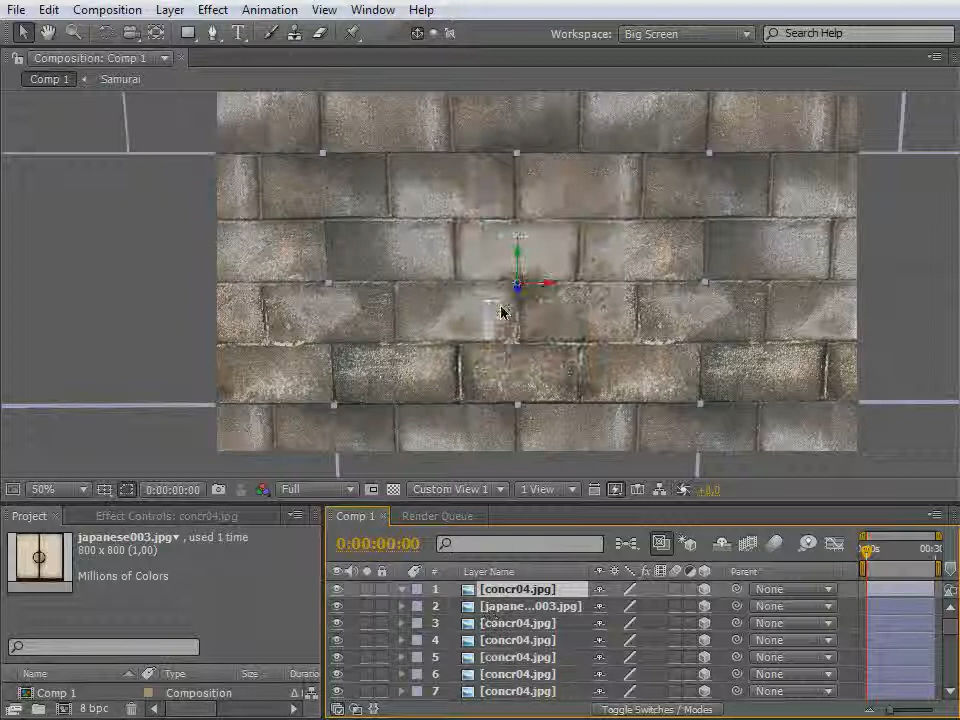 File Edit Composition Layer Effect Animation View Window Help
Workspace: Big Screen Search Help
Composition: Comp 1
Comp 1 Samurai
50% 0:00:00:00 Full Custom View 1 1 View +0,0
Project Effect Controls: concr04.jpg
japanese003.jpg , used 1 time
800 x 800 (1,00)
Millions of Colors
Name Type Size Duratio
Comp 1 Composition
8 bpc
Comp 1 Render Queue
0:00:00:00
00:30
# Layer Name Parent
1 [concr04.jpg] None
2 [japane...003.jpg] None
3 [concr04.jpg] None
4 [concr04.jpg] None
5 [concr04.jpg] None
6 [concr04.jpg] None
7 [concr04.jpg] None
Toggle Switches / Modes